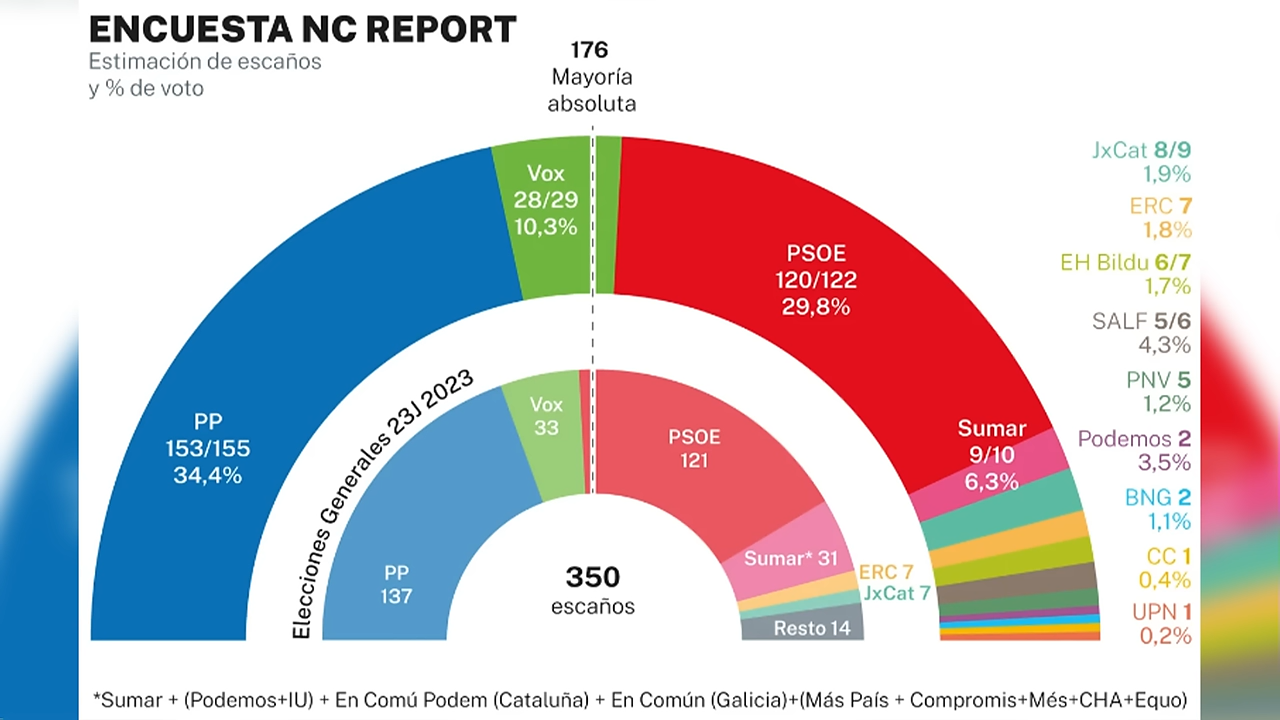 ENCUESTA NC REPORT
Estimación de escaños
y % de voto
176
Mayoría
absoluta
Vox
28/29
10,3%
PSOE
120/122
29,8%
PP
153/155
34,4%
Sumar
9/10
6,3%
JxCat 8/9
1,9%
ERC 7
1,8%
EH Bildu 6/7
1,7%
SALF 5/6
4,3%
PNV 5
1,2%
Podemos 2
3,5%
BNG 2
1,1%
CC 1
0,4%
UPN 1
0,2%
Elecciones Generales 23J 2023
Vox
33
PSOE
121
PP
137
Sumar* 31
ERC 7
JxCat 7
Resto 14
350
escaños
*Sumar + (Podemos+IU) + En Comú Podem (Cataluña) + En Común (Galicia)+(Más País + Compromis+Més+CHA+Equo)